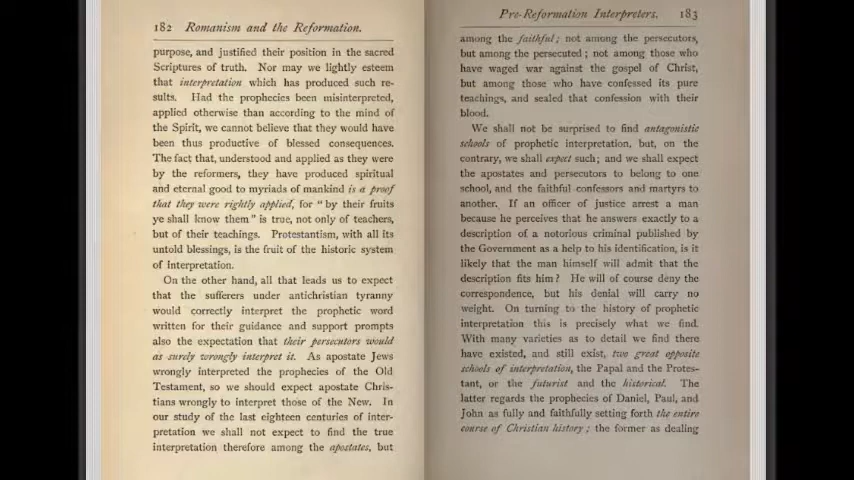 182 Romanism and the Reformation.
purpose, and justified their position in the sacred
Scriptures of truth. Nor may we lightly esteem
that interpretation which has produced such re-
sults. Had the prophecies been misinterpreted,
applied otherwise than according to the mind of
the Spirit, we cannot believe that they would have
been thus productive of blessed consequences.
The fact that, understood and applied as they were
by the reformers, they have produced spiritual
and eternal good to myriads of mankind is a proof
that they were rightly applied, for “ by their fruits
ye shall know them ” is true, not only of teachers,
but of their teachings. Protestantism, with all its
untold blessings, is the fruit of the historic system
of interpretation.
On the other hand, all that leads us to expect
that the sufferers under antichristian tyranny
would correctly interpret the prophetic word
written for their guidance and support prompts
also the expectation that their persecutors would
as surely wrongly interpret it. As apostate Jews
wrongly interpreted the prophecies of the Old
Testament, so we should expect apostate Chris-
tians wrongly to interpret those of the New. In
our study of the last eighteen centuries of inter-
pretation we shall not expect to find the true
interpretation therefore among the apostates, but
Pre-Reformation Interpreters. 183
among the faithful; not among the persecutors,
but among the persecuted ; not among those who
have waged war against the gospel of Christ,
but among those who have confessed its pure
teachings, and sealed that confession with their
blood.
We shall not be surprised to find antagonistic
schools of prophetic interpretation, but, on the
contrary, we shall expect such; and we shall expect
the apostates and persecutors to belong to one
school, and the faithful confessors and martyrs to
another. If an officer of justice arrest a man
because he perceives that he answers exactly to a
description of a notorious criminal published by
the Government as a help to his identification, is it
likely that the man himself will admit that the
description fits him ? He will of course deny the
correspondence, but his denial will carry no
weight. On turning to the history of prophetic
interpretation this is precisely what we find.
With many varieties as to detail we find there
have existed, and still exist, two great opposite
schools of interpretation, the Papal and the Protes-
tant, or the futurist and the historical. The
latter regards the prophecies of Daniel, Paul, and
John as fully and faithfully setting forth the entire
course of Christian history ; the former as dealing